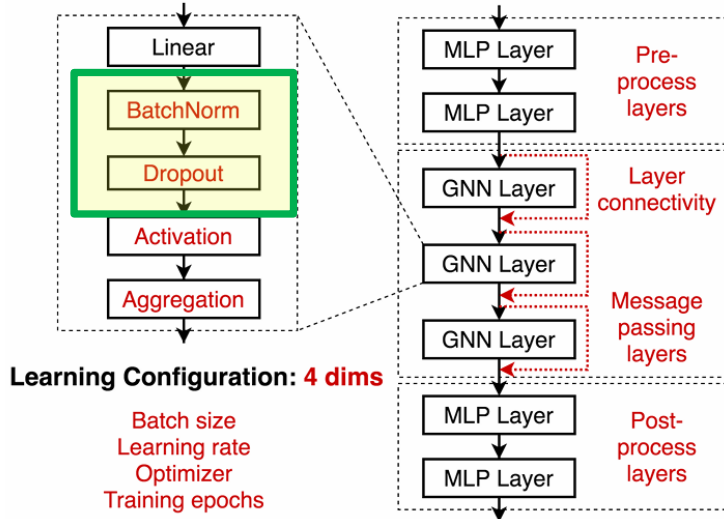 Linear
BatchNorm
Dropout
Activation
Aggregation
Learning Configuration: 4 dims
Batch size
Learning rate
Optimizer
Training epochs
MLP Layer
MLP Layer
Pre-
process
layers
GNN Layer
GNN Layer
GNN Layer
Layer
connectivity
Message
passing
layers
MLP Layer
MLP Layer
Post-
process
layers